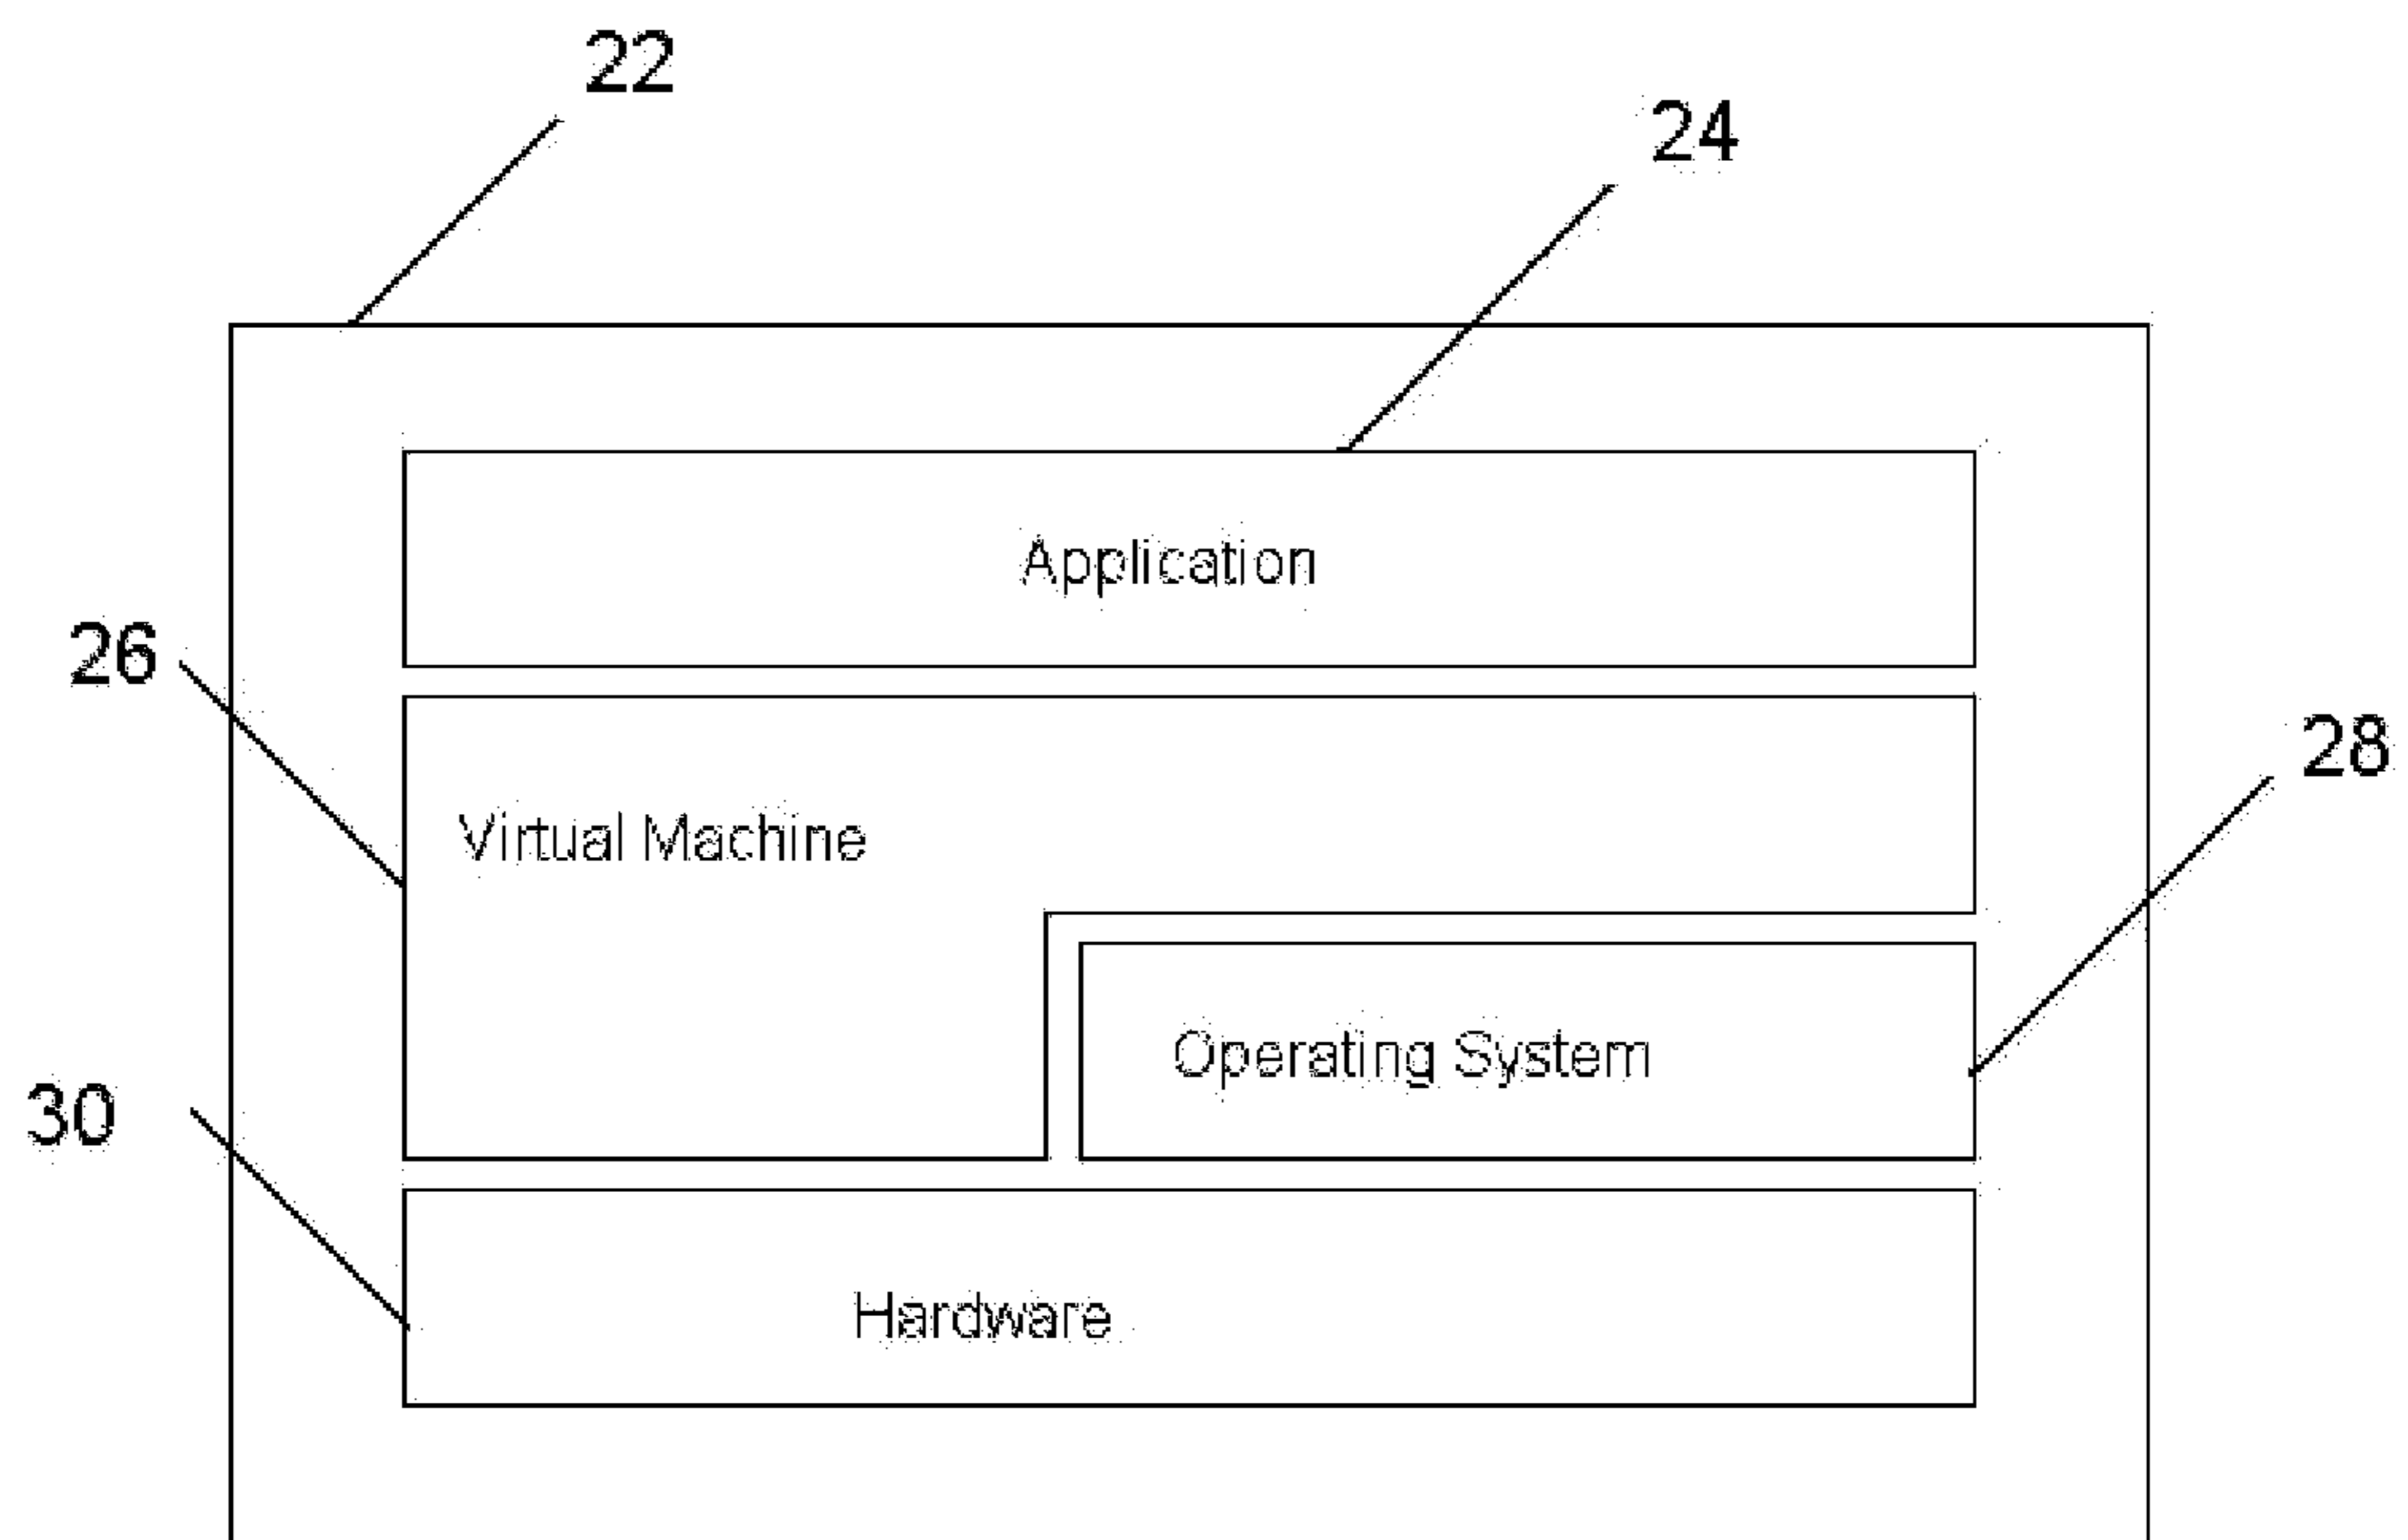 22
24
Application
26
28
Virtual Machine
Operating System
30
Hardware